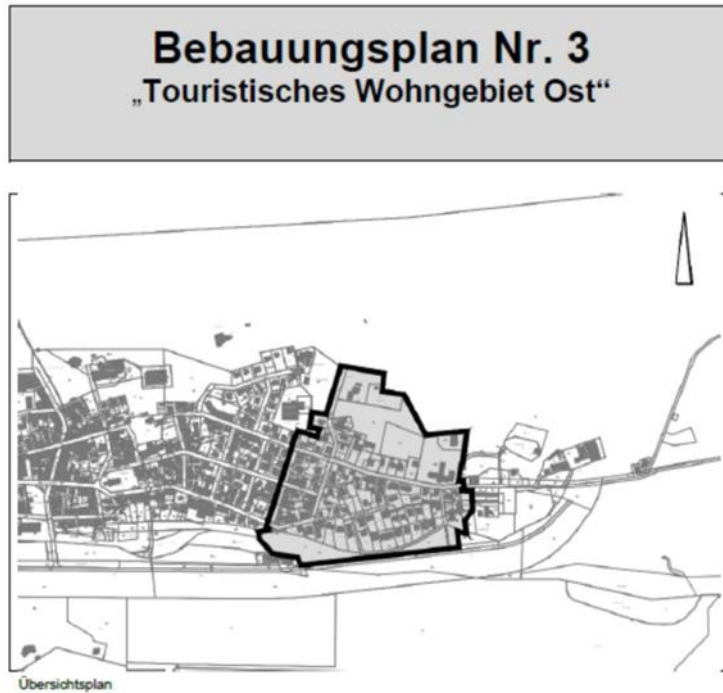 Bebauungsplan Nr. 3
„Touristisches Wohngebiet Ost“
Übersichtsplan